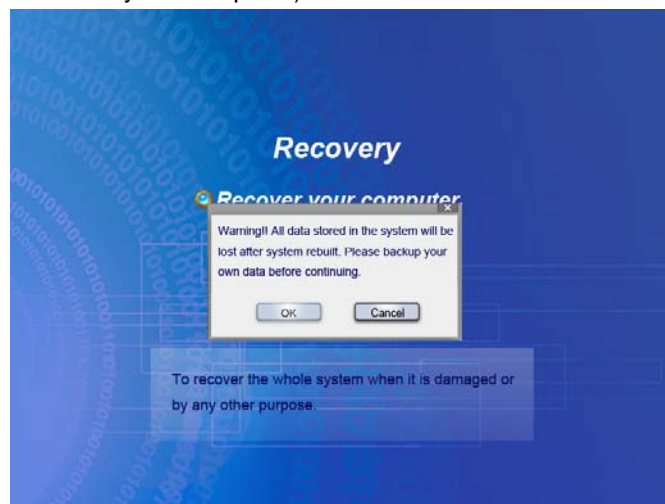 Recovery
Recover your computer
Warning!! All data stored in the system will be
lost after system rebuilt. Please backup your
own data before continuing.
OK
Cancel
To recover the whole system when it is damaged or
by any other purpose.